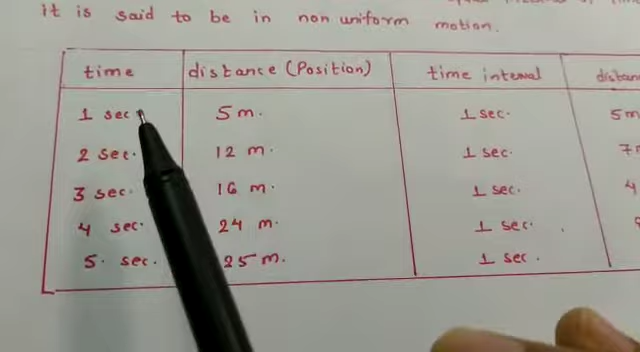 it is said to be in non uniform motion.
time distance (Position) time interval
1 sec 5 m. 1 sec. 5 m
2 sec. 12 m. 1 sec.
3 sec. 16 m. 1 sec. 4
4 sec. 24 m. 1 sec.
5. sec. 25 m. 1 sec.